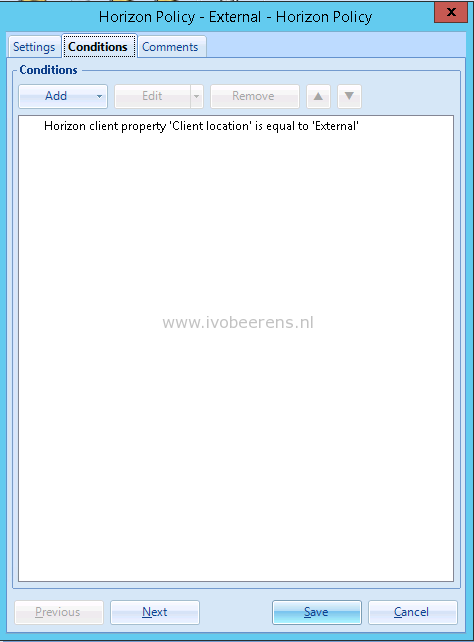 Horizon Policy - External - Horizon Policy
x
Settings Conditions Comments
Conditions
Add Edit Remove
Horizon client property 'Client location' is equal to 'External'
www.ivobeerens.nl
Previous Next Save Cancel